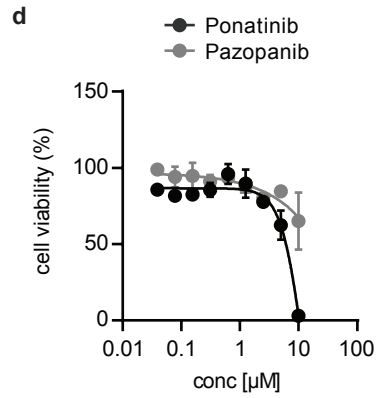 d
Ponatinib
Pazopanib
150
100
50
0
cell viability (%)
0.01 0.1 1 10 100
conc [µM]